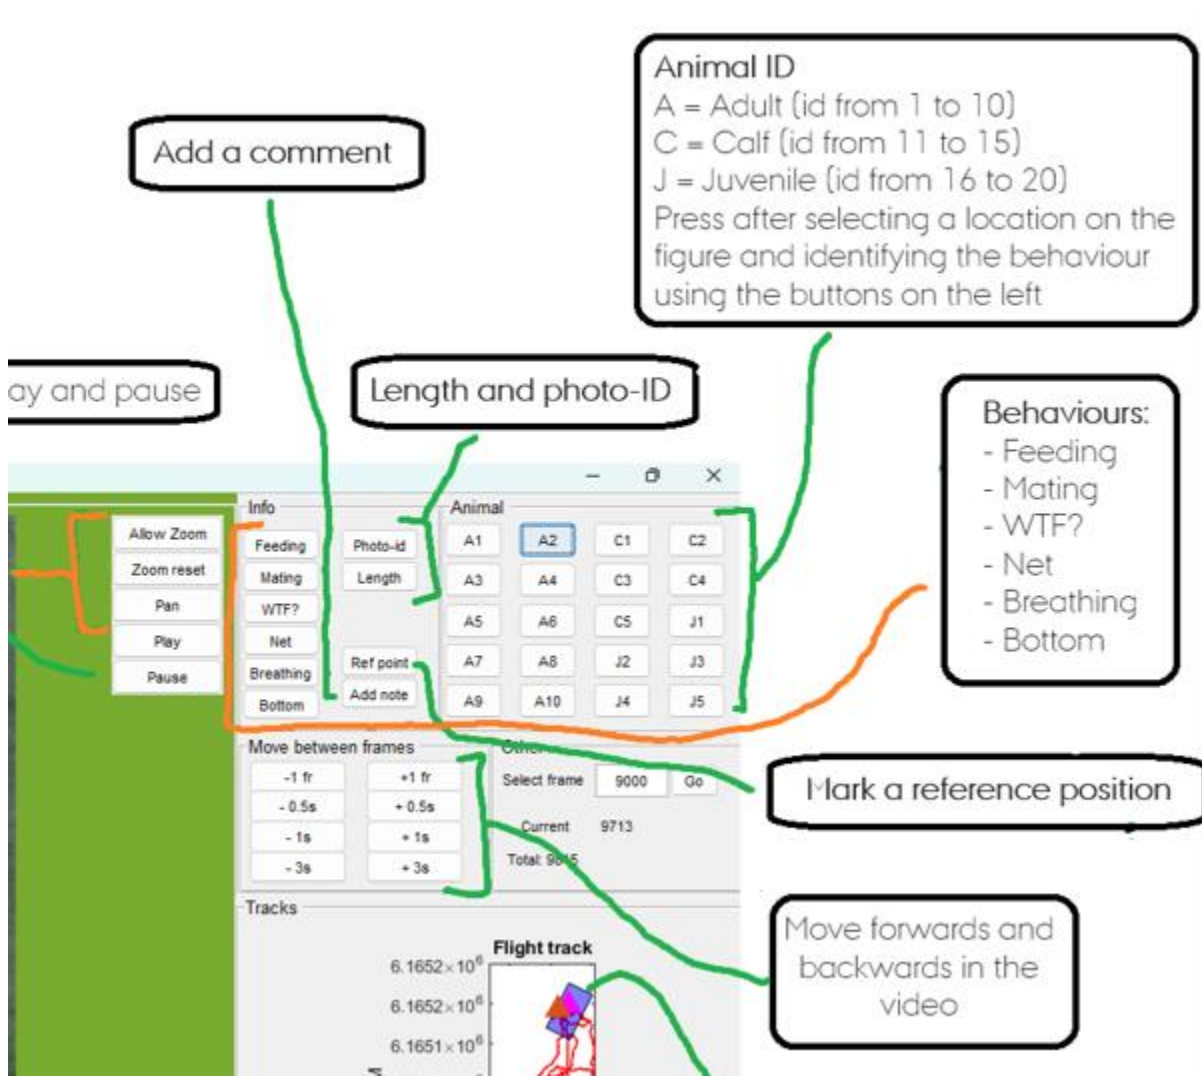 Animal ID
A = Adult (id from 1 to 10)
C = Calf (id from 11 to 15)
J = Juvenile (id from 16 to 20)
Press after selecting a location on the
figure and identifying the behaviour
using the buttons on the left
Add a comment
ay and pause
Length and photo-ID
Behaviours:
- Feeding
- Mating
- WTF?
- Net
- Breathing
- Bottom
Allow Zoom
Zoom reset
Pan
Play
Pause
Info
Feeding
Mating
WTF?
Net
Breathing
Bottom
Photo-id
Length
Ref point
Add note
Animal
A1 A2 C1 C2
A3 A4 C3 C4
A5 A6 C5 J1
A7 A8 J2 J3
A9 A10 J4 J5
Mark a reference position
Move between frames
-1 fr +1 fr
- 0.5s + 0.5s
- 1s + 1s
- 3s + 3s
Other
Select frame 9000 Go
Current 9713
Total: 9815
Move forwards and
backwards in the
video
Tracks
Flight track
6.1652×10⁶
6.1652×10⁶
6.1651×10⁶